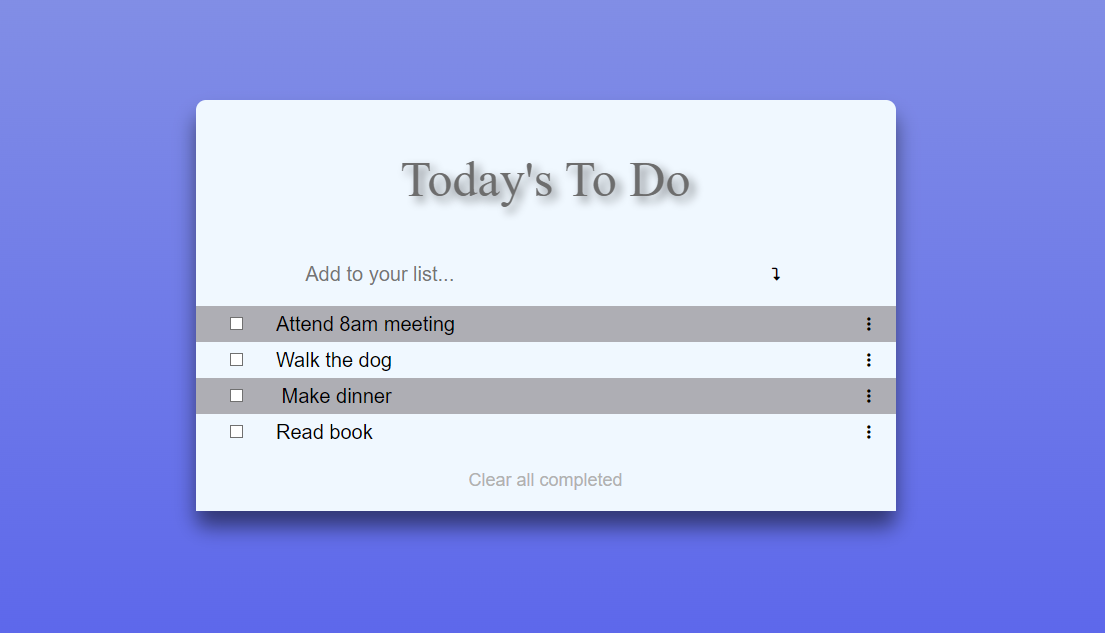 Today's To Do
Add to your list...
Attend 8am meeting
Walk the dog
Make dinner
Read book
Clear all completed